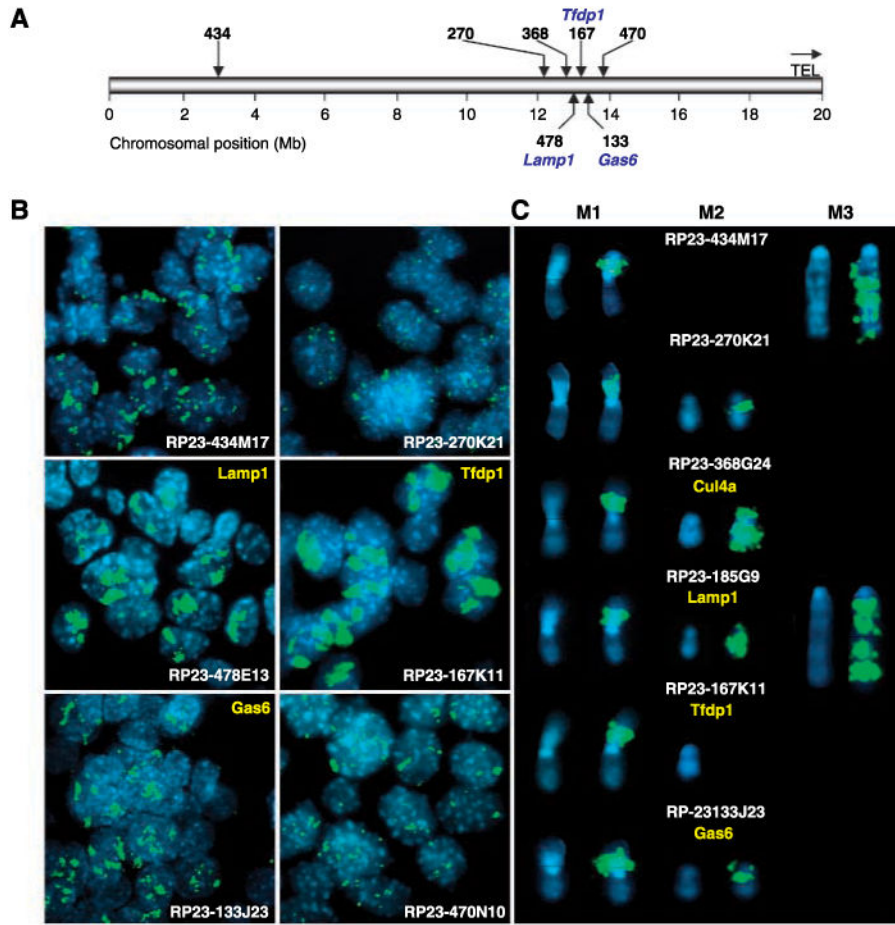 A
Tfdp1
434 270 368 167 470
TEL
0 2 4 6 8 10 12 14 16 18 20
Chromosomal position (Mb)
478 133
Lamp1 Gas6
B
RP23-434M17
RP23-270K21
Lamp1
RP23-478E13
Tfdp1
RP23-167K11
Gas6
RP23-133J23
RP23-470N10
C
M1 M2 M3
RP23-434M17
RP23-270K21
RP23-368G24
Cul4a
RP23-185G9
Lamp1
RP23-167K11
Tfdp1
RP-23133J23
Gas6